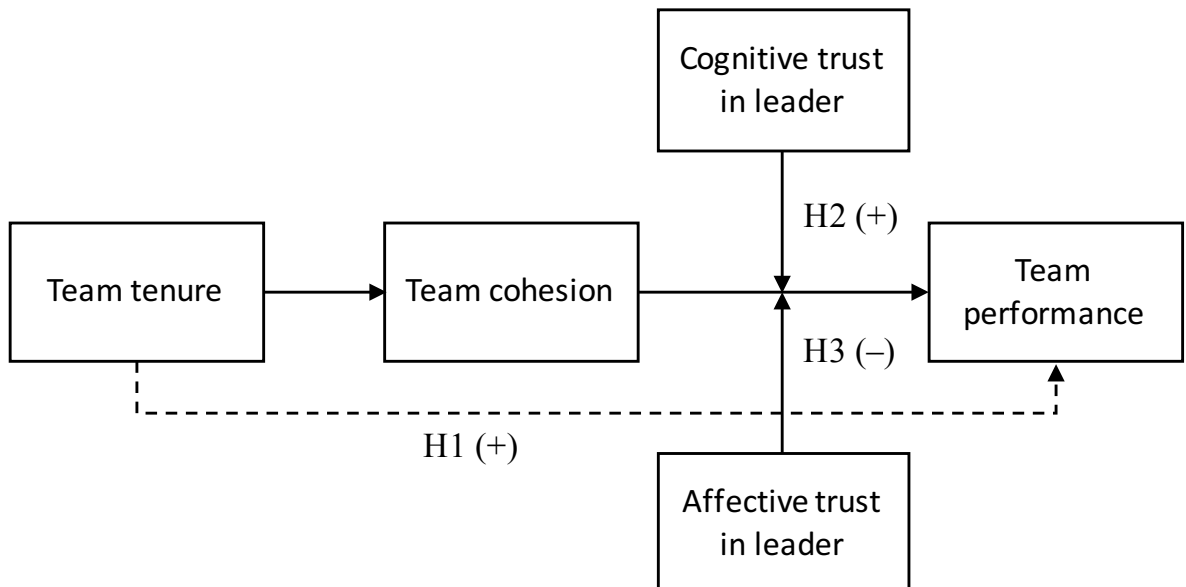 Cognitive trust
in leader
H2 (+)
Team tenure
Team cohesion
Team
performance
H3 (–)
H1 (+)
Affective trust
in leader